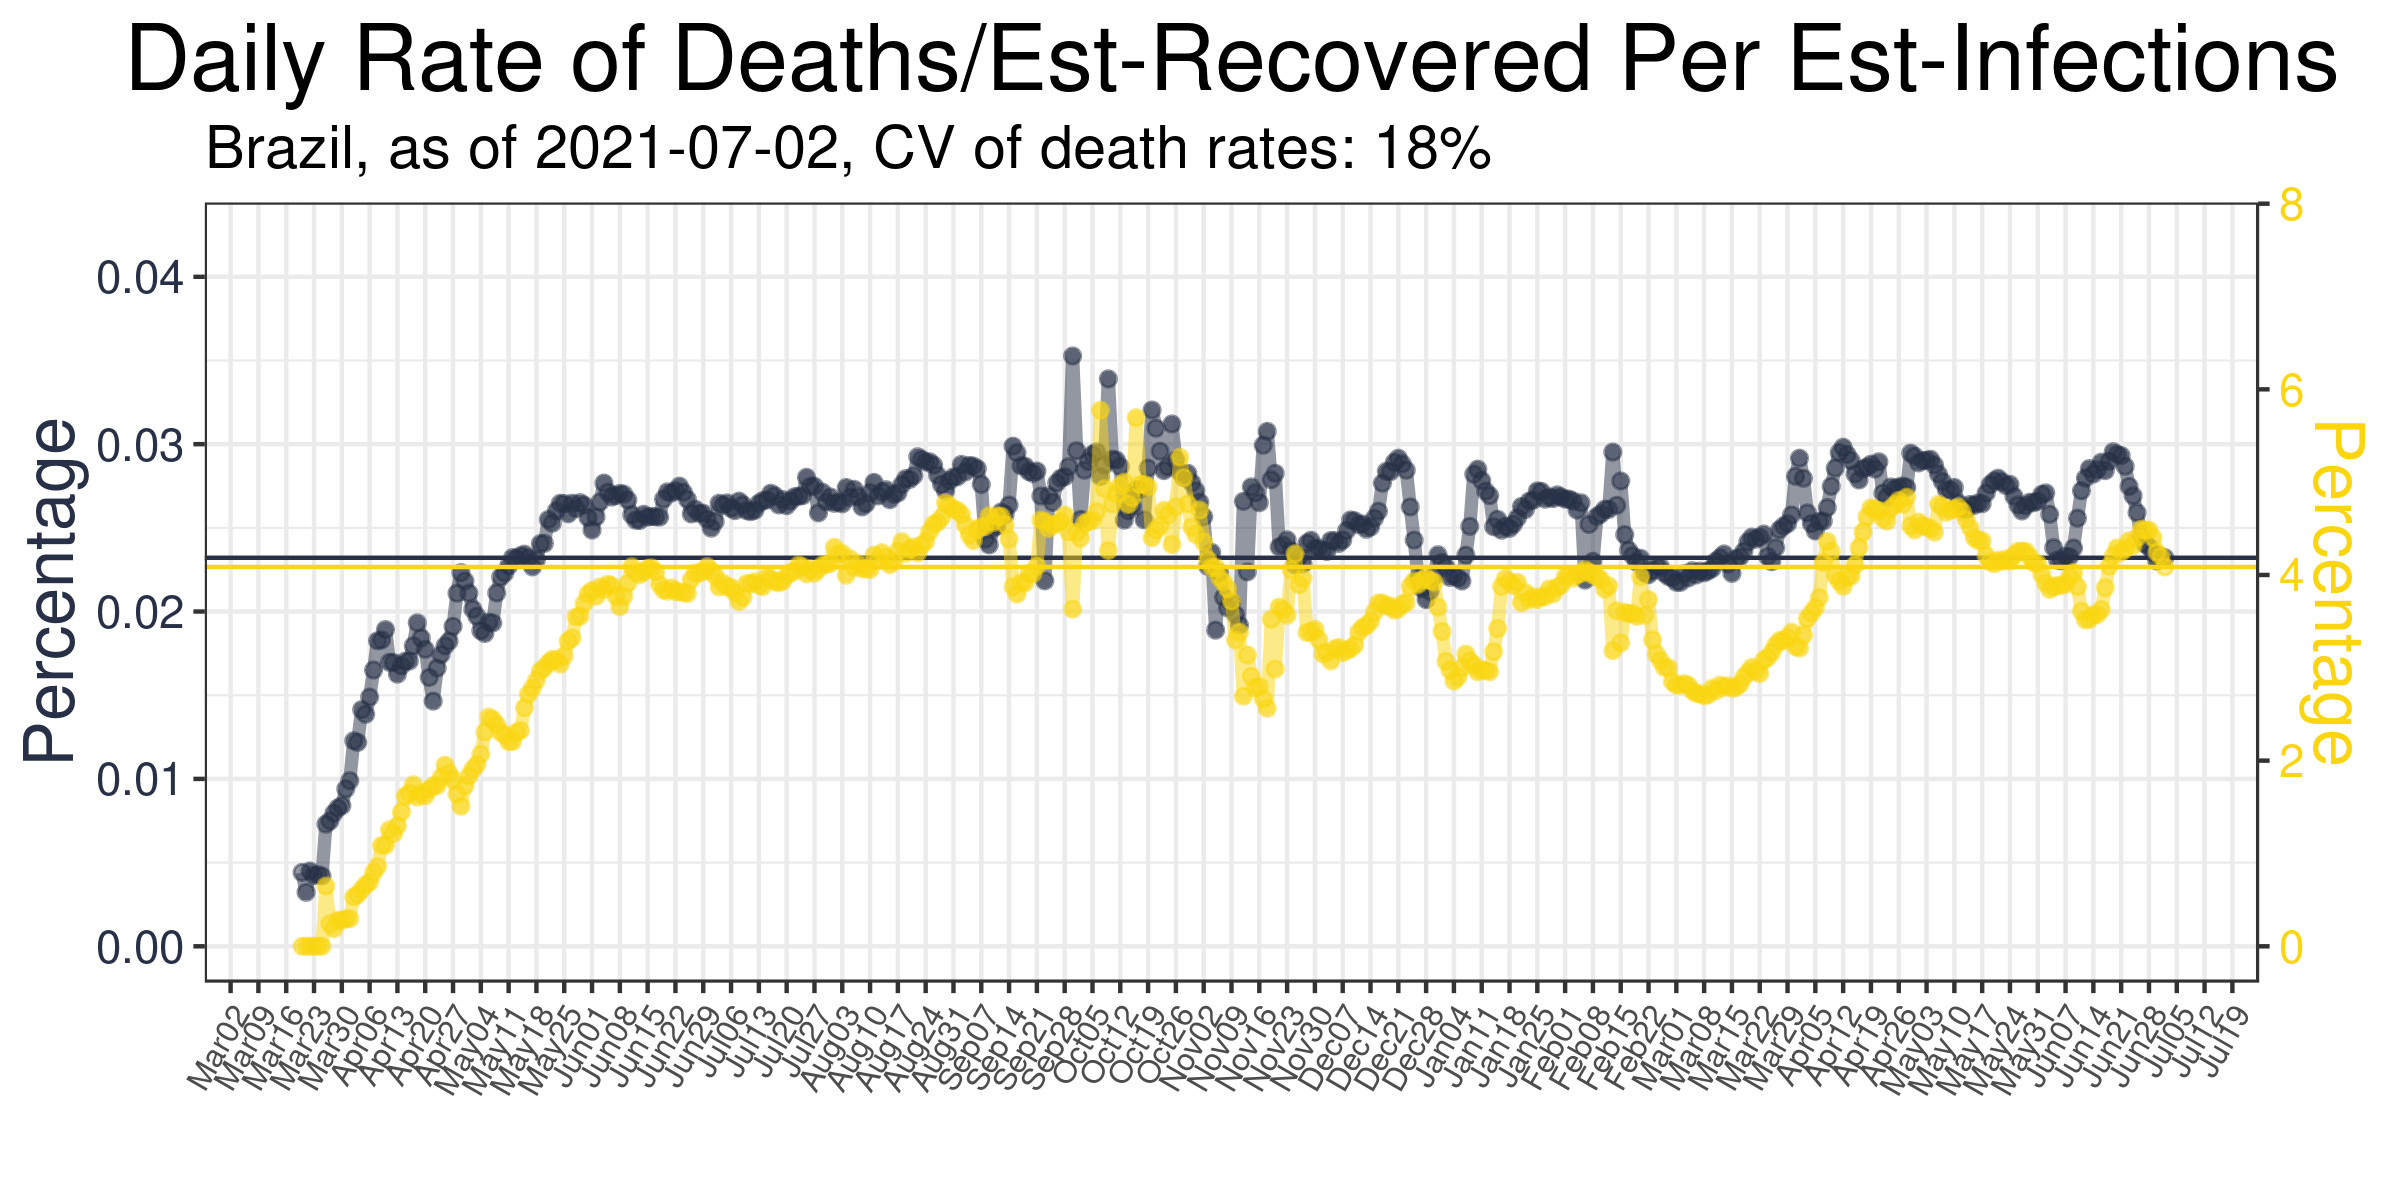 Daily Rate of Deaths/Est-Recovered Per Est-Infections
Brazil, as of 2021-07-02, CV of death rates: 18%
Percentage
0.04
0.03
0.02
0.01
0.00
8
6
4
2
0
Percentage
Mar02
Mar09
Mar16
Mar23
Mar30
Apr06
Apr13
Apr20
Apr27
May04
May11
May18
May25
Jun01
Jun08
Jun15
Jun22
Jun29
Jul06
Jul13
Jul20
Jul27
Aug03
Aug10
Aug17
Aug24
Aug31
Sep07
Sep14
Sep21
Sep28
Oct05
Oct12
Oct19
Oct26
Nov02
Nov09
Nov16
Nov23
Nov30
Dec07
Dec14
Dec21
Dec28
Jan04
Jan11
Jan18
Jan25
Feb01
Feb08
Feb15
Feb22
Mar01
Mar08
Mar15
Mar22
Mar29
Apr05
Apr12
Apr19
Apr26
May03
May10
May17
May24
May31
Jun07
Jun14
Jun21
Jun28
Jul05
Jul12
Jul19